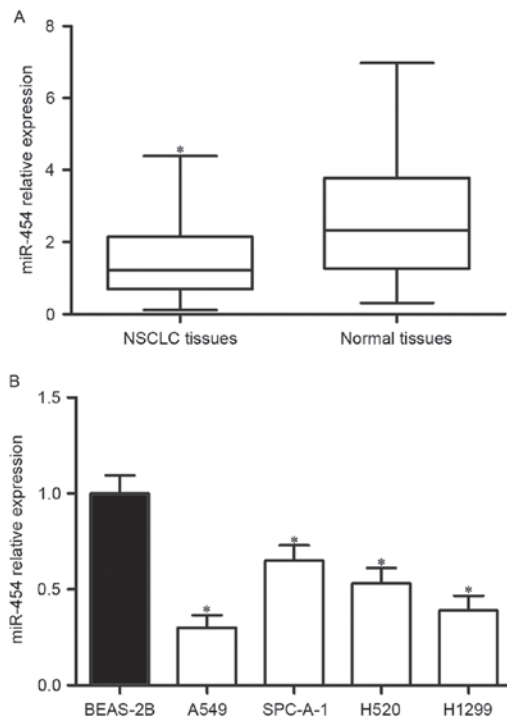 A
miR-454 relative expression
8
6
4
2
0
*
NSCLC tissues Normal tissues
B
miR-454 relative expression
1.5
1.0
0.5
0.0
* * * *
BEAS-2B A549 SPC-A-1 H520 H1299